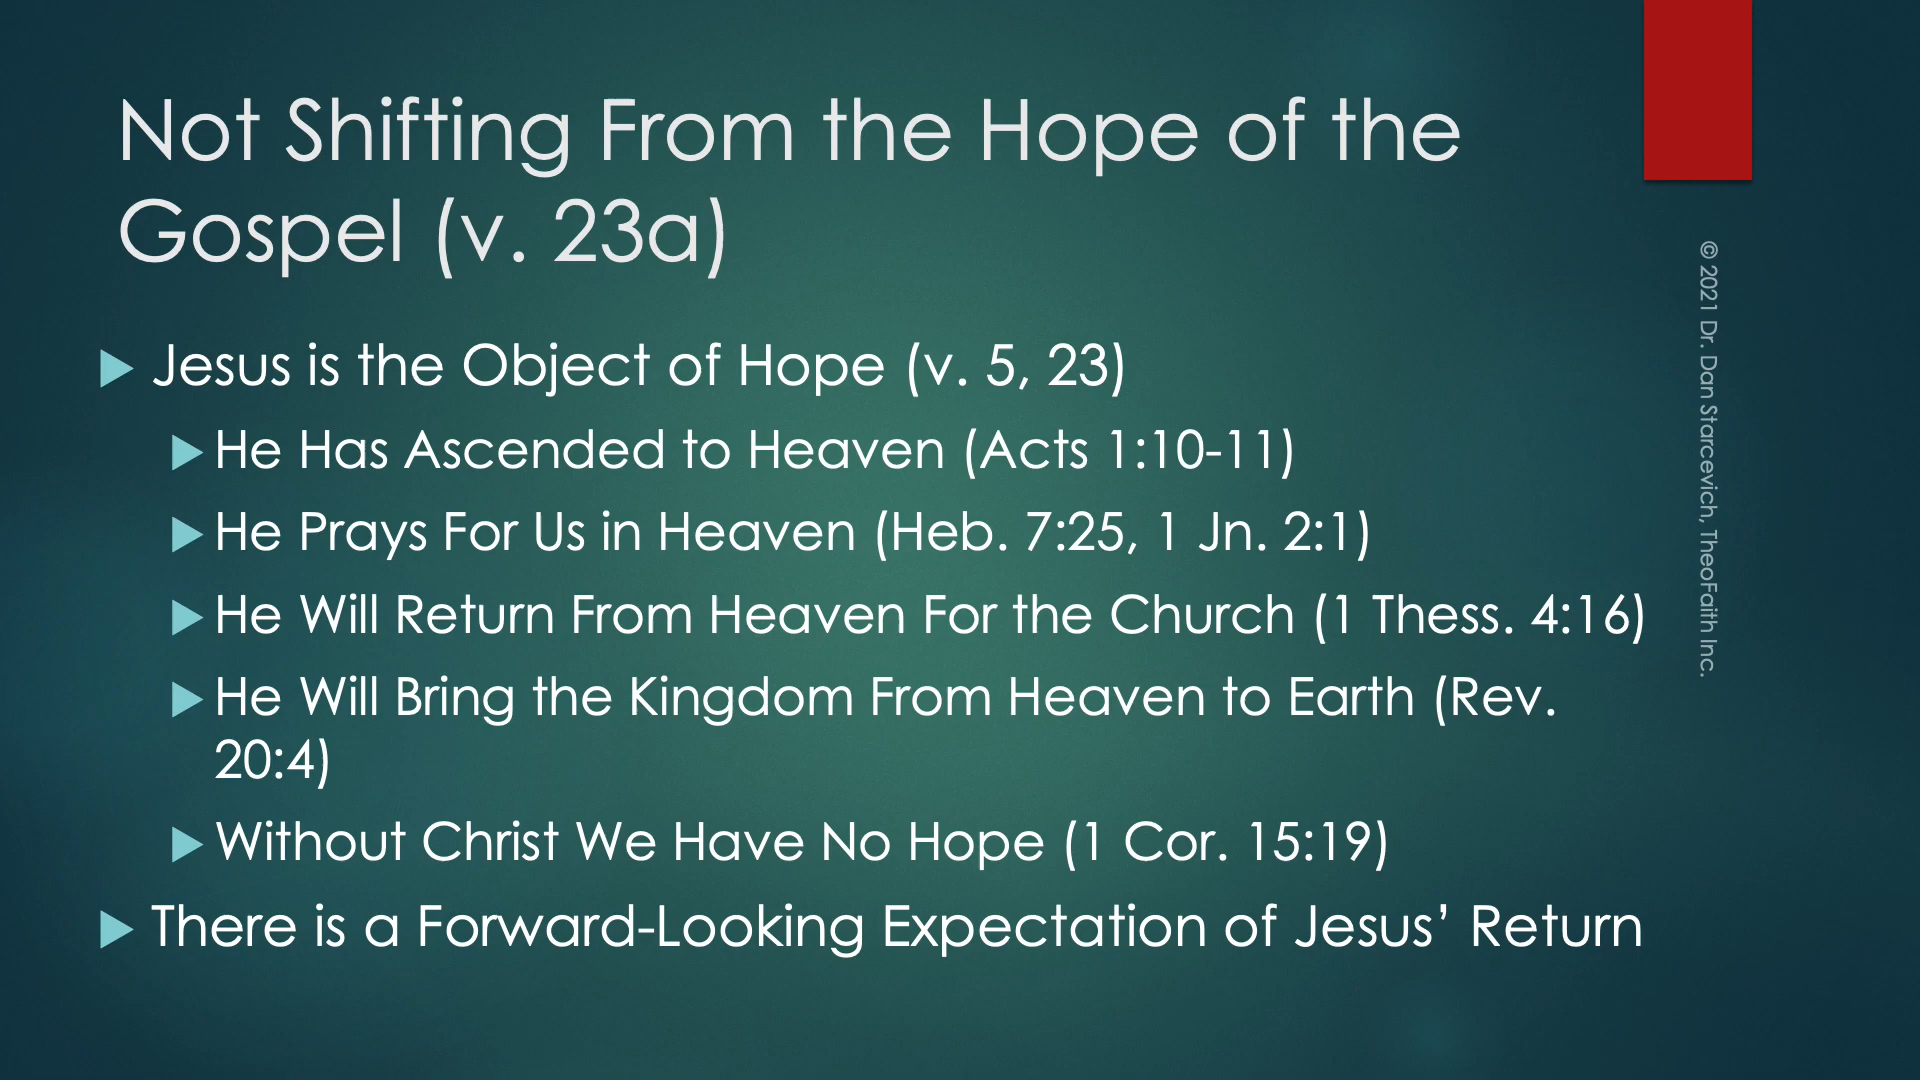 Not Shifting From the Hope of the
Gospel (v. 23a)
Jesus is the Object of Hope (v. 5, 23)
He Has Ascended to Heaven (Acts 1:10-11)
He Prays For Us in Heaven (Heb. 7:25, 1 Jn. 2:1)
He Will Return From Heaven For the Church (1 Thess. 4:16)
He Will Bring the Kingdom From Heaven to Earth (Rev.
20:4)
Without Christ We Have No Hope (1 Cor. 15:19)
There is a Forward-Looking Expectation of Jesus’ Return
© 2021 Dr. Dan Starcevich, TheoFaith Inc.